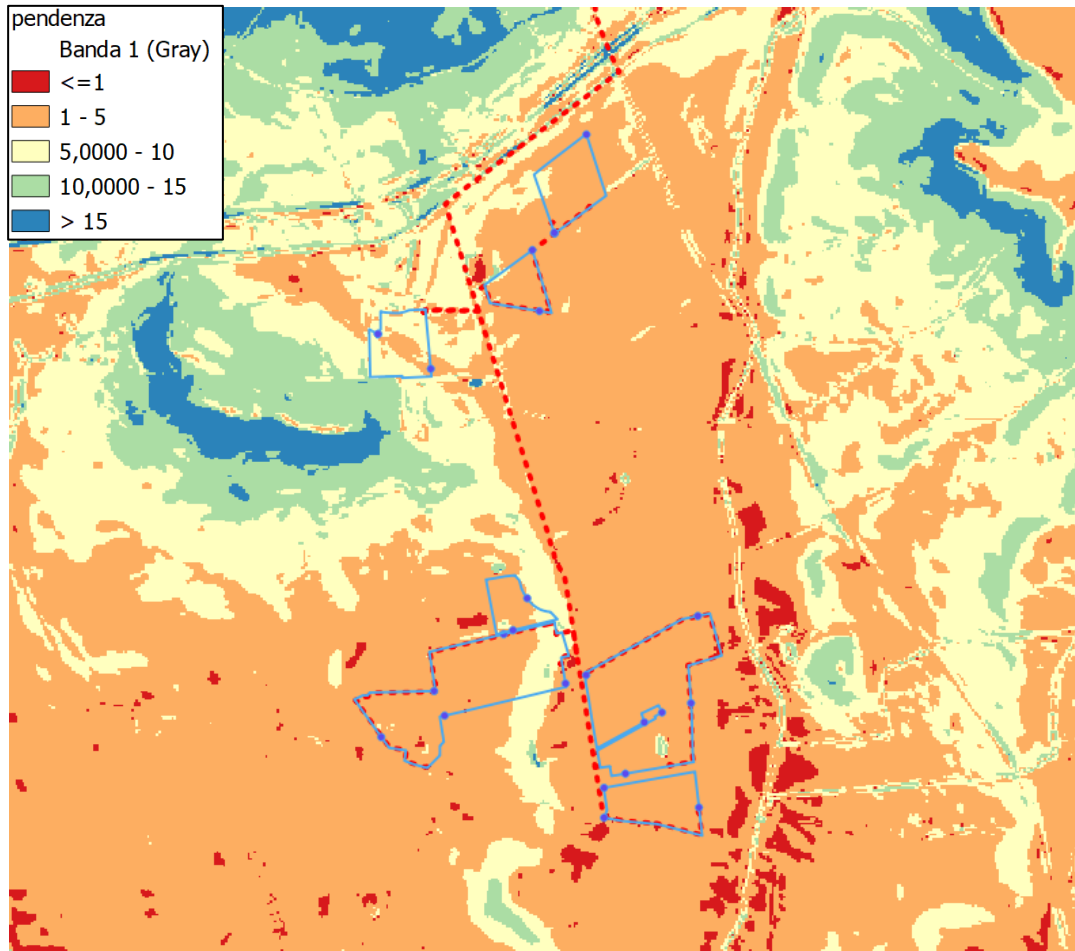 pendenza
Banda 1 (Gray)
<=1
1 - 5
5,0000 - 10
10,0000 - 15
> 15